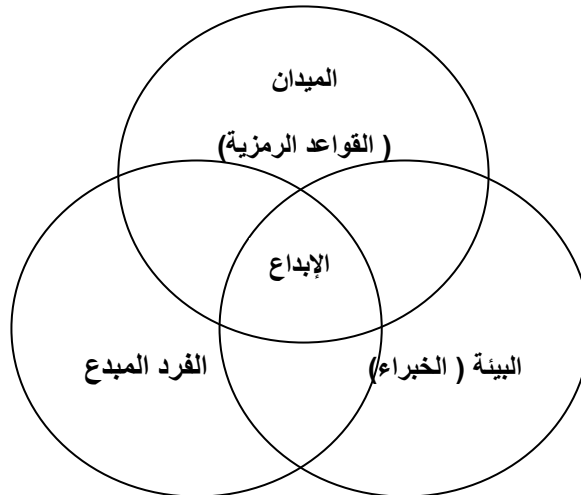 الميدان
( القواعد الرمزية)
الإبداع
الفرد المبدع
البيئة ( الخبراء)